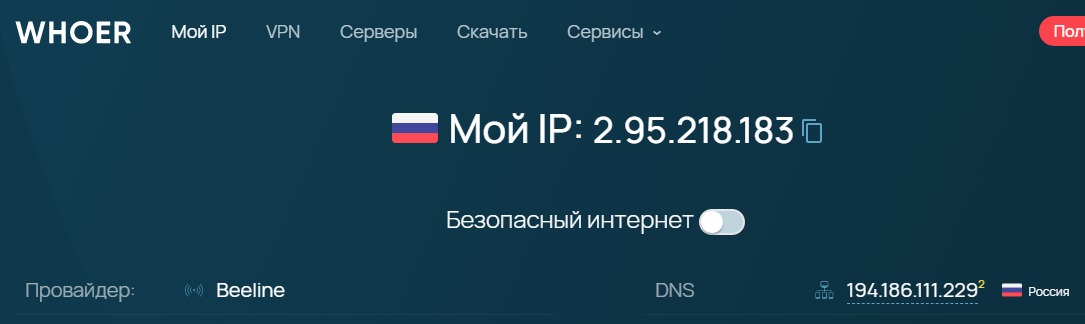 WHOER Мой IP VPN Серверы Скачать Сервисы
Мой IP: 2.95.218.183
Безопасный интернет
Провайдер: Beeline DNS 194.186.111.229 2 Россия